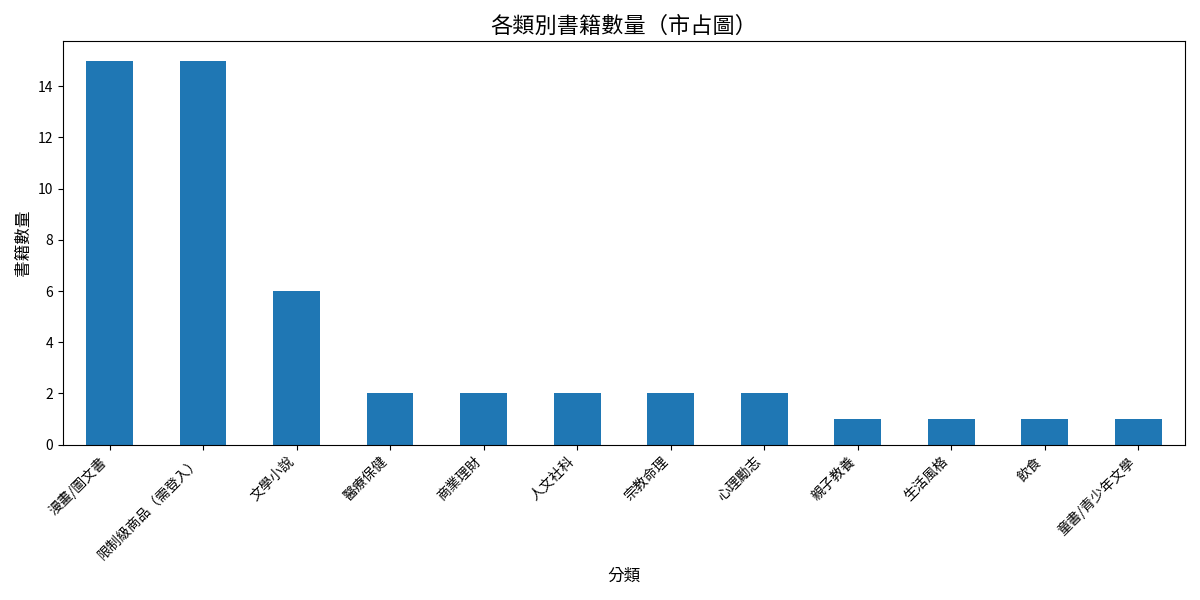 各類別書籍數量（市占圖）
書籍數量
14
12
10
8
6
4
2
0
漫畫/圖文書
限制級商品（需登入）
文學小說
醫療保健
商業理財
人文社科
宗教命理
心理勵志
親子教養
生活風格
飲食
童書/青少年文學
分類